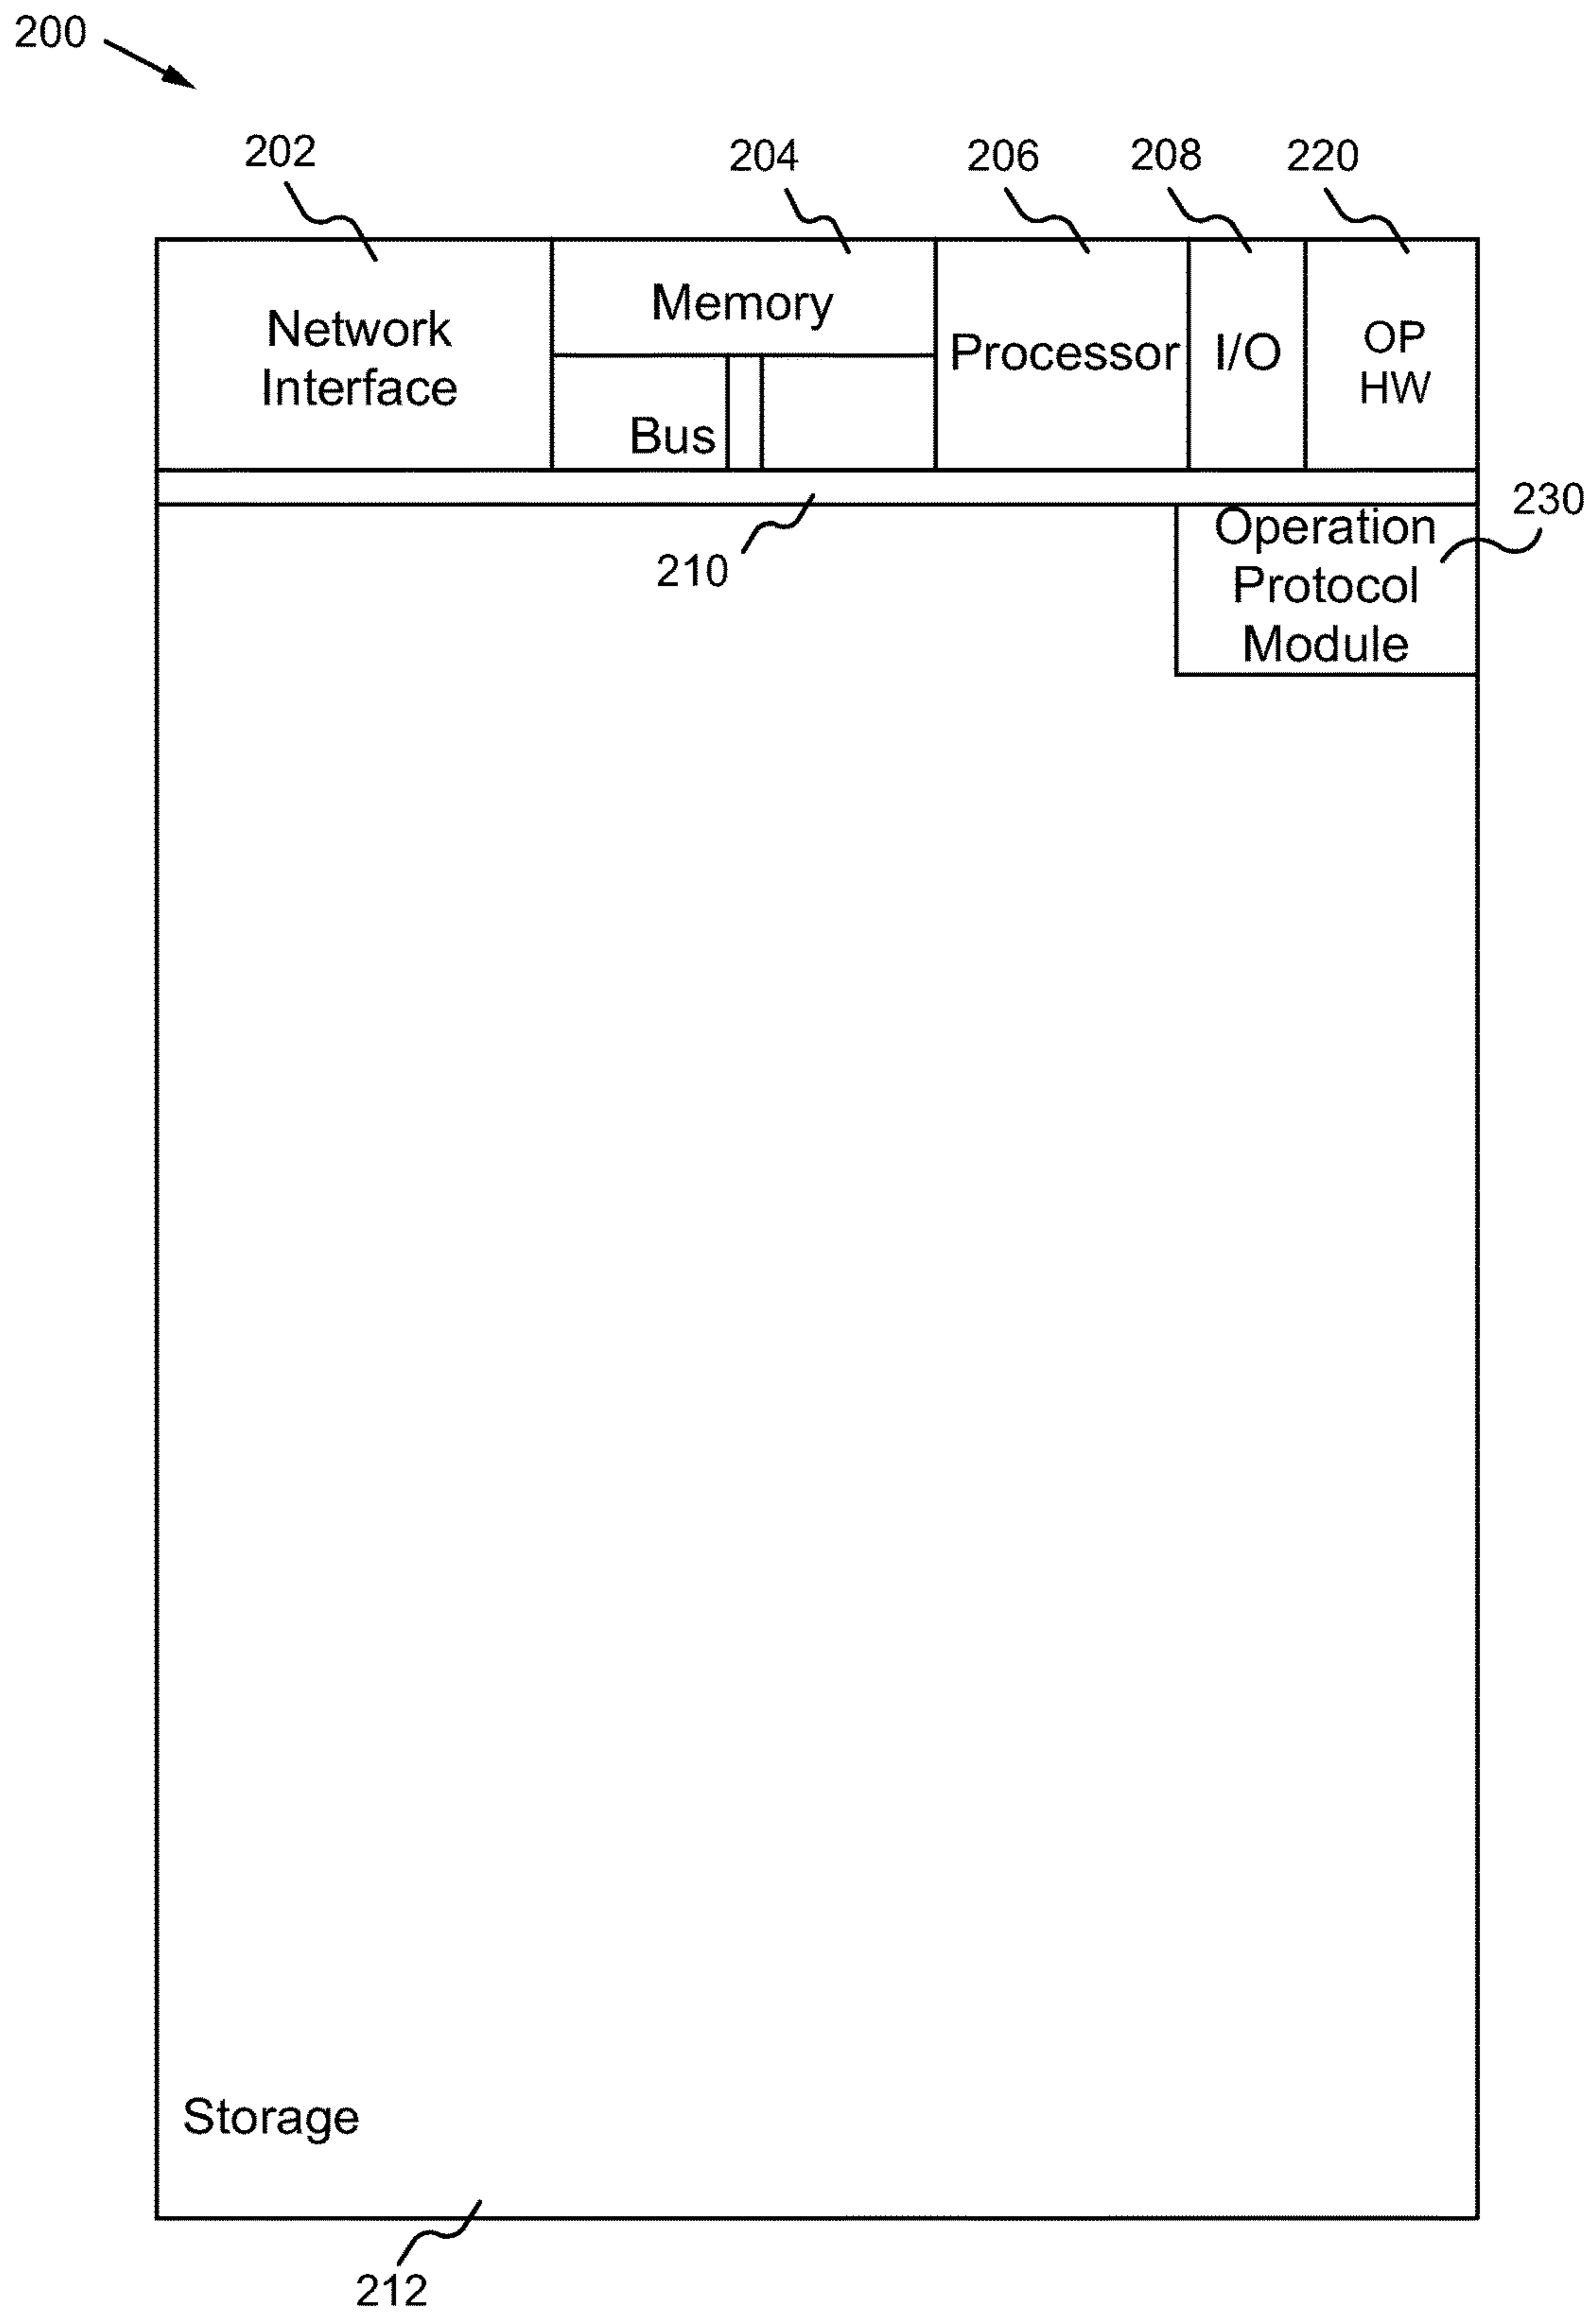 200
202
204
206
208
220
Network
Interface
Memory
Bus
Processor
I/O
OP
HW
210
230
Operation
Protocol
Module
Storage
212